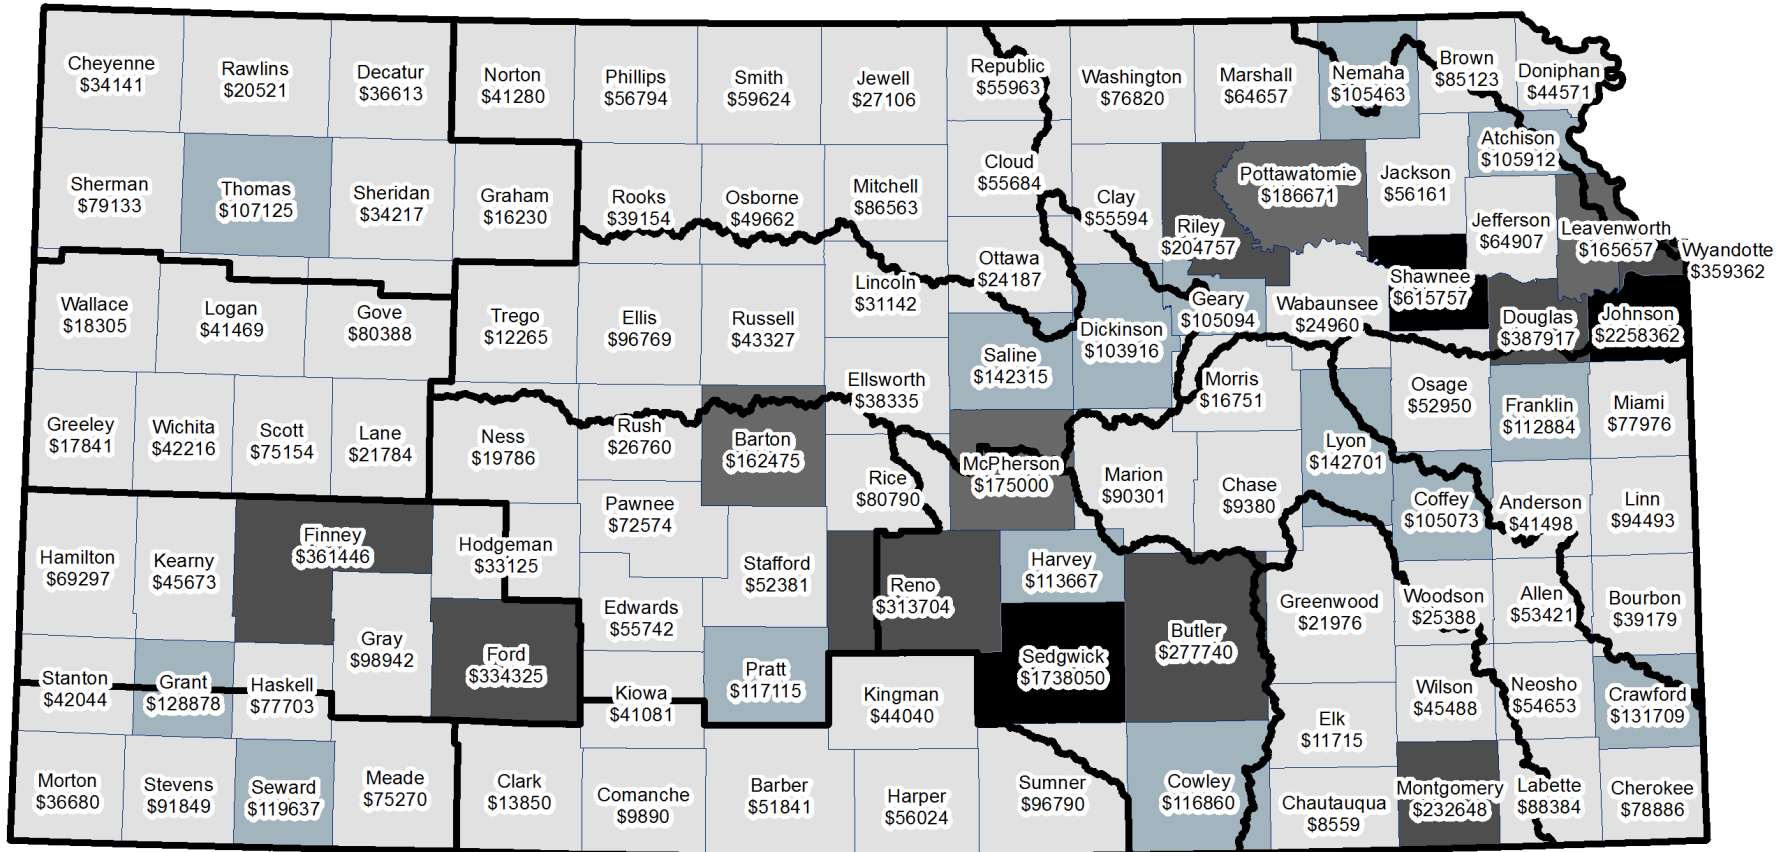 Cheyenne
$34141
Rawlins
$20521
Decatur
$36613
Norton
$41280
Phillips
$56794
Smith
$59624
Jewell
$27106
Republic
$55963
Washington
$76820
Marshall
$64657
Nemaha
$105463
Brown
$85123
Doniphan
$44571
Sherman
$79133
Thomas
$107125
Sheridan
$34217
Graham
$16230
Rooks
$39154
Osborne
$49662
Mitchell
$86563
Cloud
$55684
Clay
$55594
Riley
$204757
Pottawatomie
$186671
Jackson
$56161
Atchison
$105912
Jefferson
$64907
Leavenworth
$165657
Wyandotte
$359362
Wallace
$18305
Logan
$41469
Gove
$80388
Trego
$12265
Ellis
$96769
Russell
$43327
Lincoln
$31142
Ottawa
$24187
Saline
$142315
Dickinson
$103916
Geary
$105094
Wabaunsee
$24960
Shawnee
$615757
Douglas
$387917
Johnson
$2258362
Greeley
$17841
Wichita
$42216
Scott
$75154
Lane
$21784
Ness
$19786
Rush
$26760
Barton
$162475
Ellsworth
$38335
Rice
$80790
McPherson
$175000
Marion
$90301
Morris
$16751
Chase
$9380
Lyon
$142701
Osage
$52950
Franklin
$112884
Miami
$77976
Coffey
$105073
Anderson
$41498
Linn
$94493
Hamilton
$69297
Kearny
$45673
Finney
$361446
Hodgeman
$33125
Pawnee
$72574
Stafford
$52381
Edwards
$55742
Reno
$313704
Harvey
$113667
Butler
$277740
Greenwood
$21976
Woodson
$25388
Allen
$53421
Bourbon
$39179
Gray
$98942
Ford
$334325
Sedgwick
$1738050
Stanton
$42044
Grant
$128878
Haskell
$77703
Kiowa
$41081
Pratt
$117115
Kingman
$44040
Elk
$11715
Wilson
$45488
Neosho
$54653
Crawford
$131709
Morton
$36680
Stevens
$91849
Seward
$119637
Meade
$75270
Clark
$13850
Comanche
$9890
Barber
$51841
Harper
$56024
Sumner
$96790
Cowley
$116860
Chautauqua
$8559
Montgomery
$232648
Labette
$88384
Cherokee
$78886